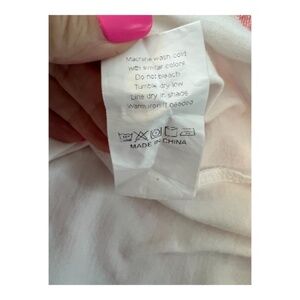 Machine wash cold
with similar colors
Do not bleach
Tumble dry low
Line dry in shade
Warm iron if needed
MADE IN CHINA